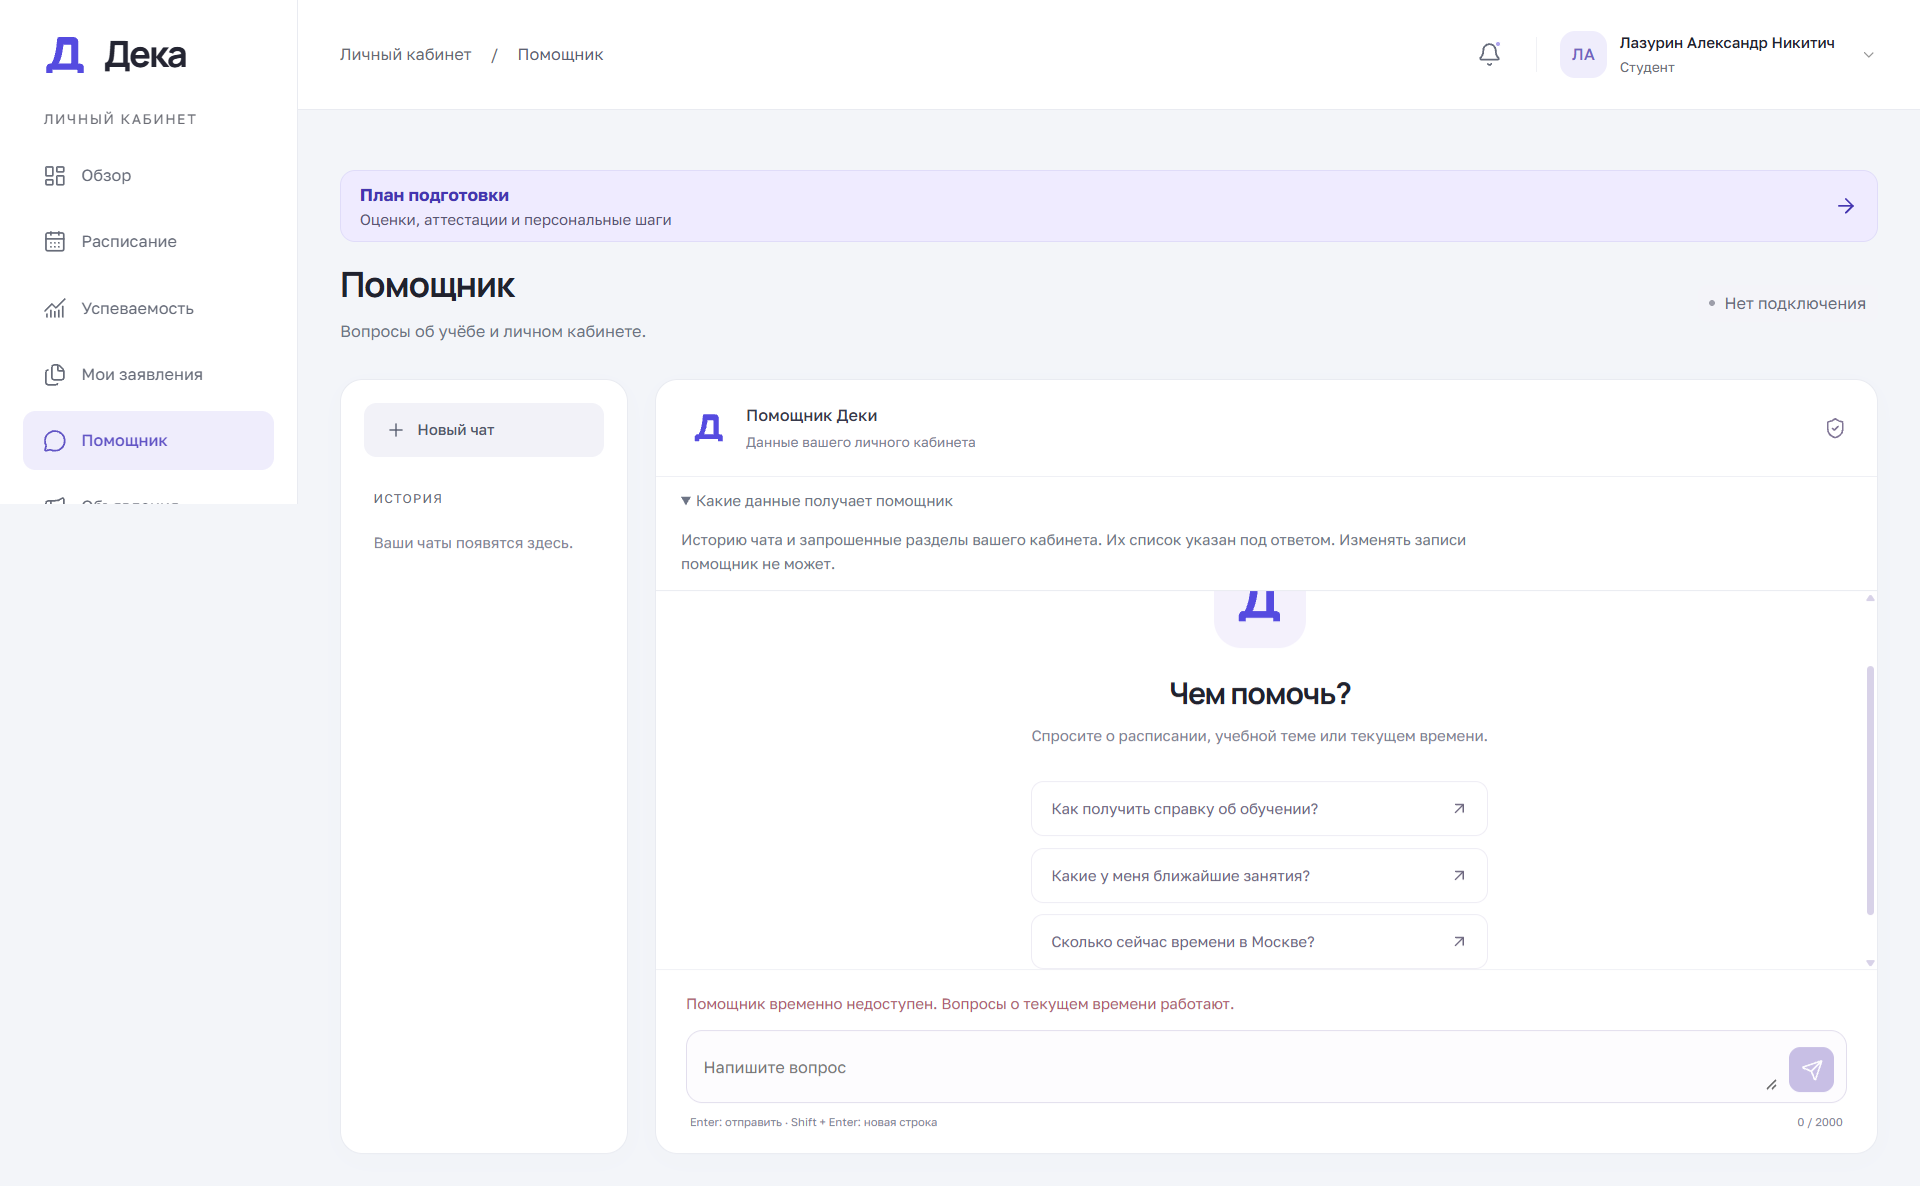 Д Дека
ЛИЧНЫЙ КАБИНЕТ
Обзор
Расписание
Успеваемость
Мои заявления
Помощник
Личный кабинет / Помощник
ЛА
Лазурин Александр Никитич
Студент
План подготовки
Оценки, аттестации и персональные шаги
Помощник
Вопросы об учёбе и личном кабинете.
Нет подключения
Новый чат
ИСТОРИЯ
Ваши чаты появятся здесь.
Д
Помощник Деки
Данные вашего личного кабинета
Какие данные получает помощник
Историю чата и запрошенные разделы вашего кабинета. Их список указан под ответом. Изменять записи
помощник не может.
Д
Чем помочь?
Спросите о расписании, учебной теме или текущем времени.
Как получить справку об обучении?
Какие у меня ближайшие занятия?
Сколько сейчас времени в Москве?
Помощник временно недоступен. Вопросы о текущем времени работают.
Напишите вопрос
Enter: отправить · Shift + Enter: новая строка
0 / 2000